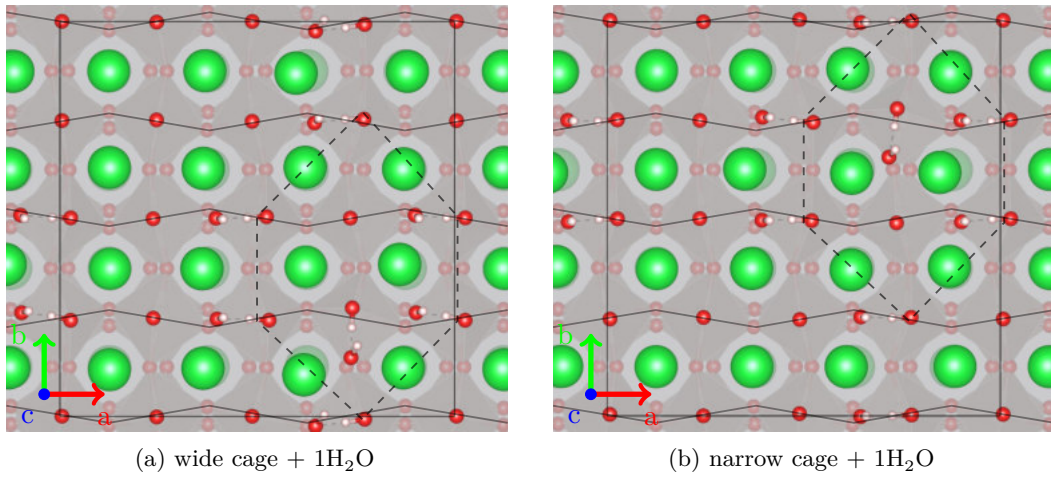 b
c
a
b
c
a
(a) wide cage + 1H₂O
(b) narrow cage + 1H₂O